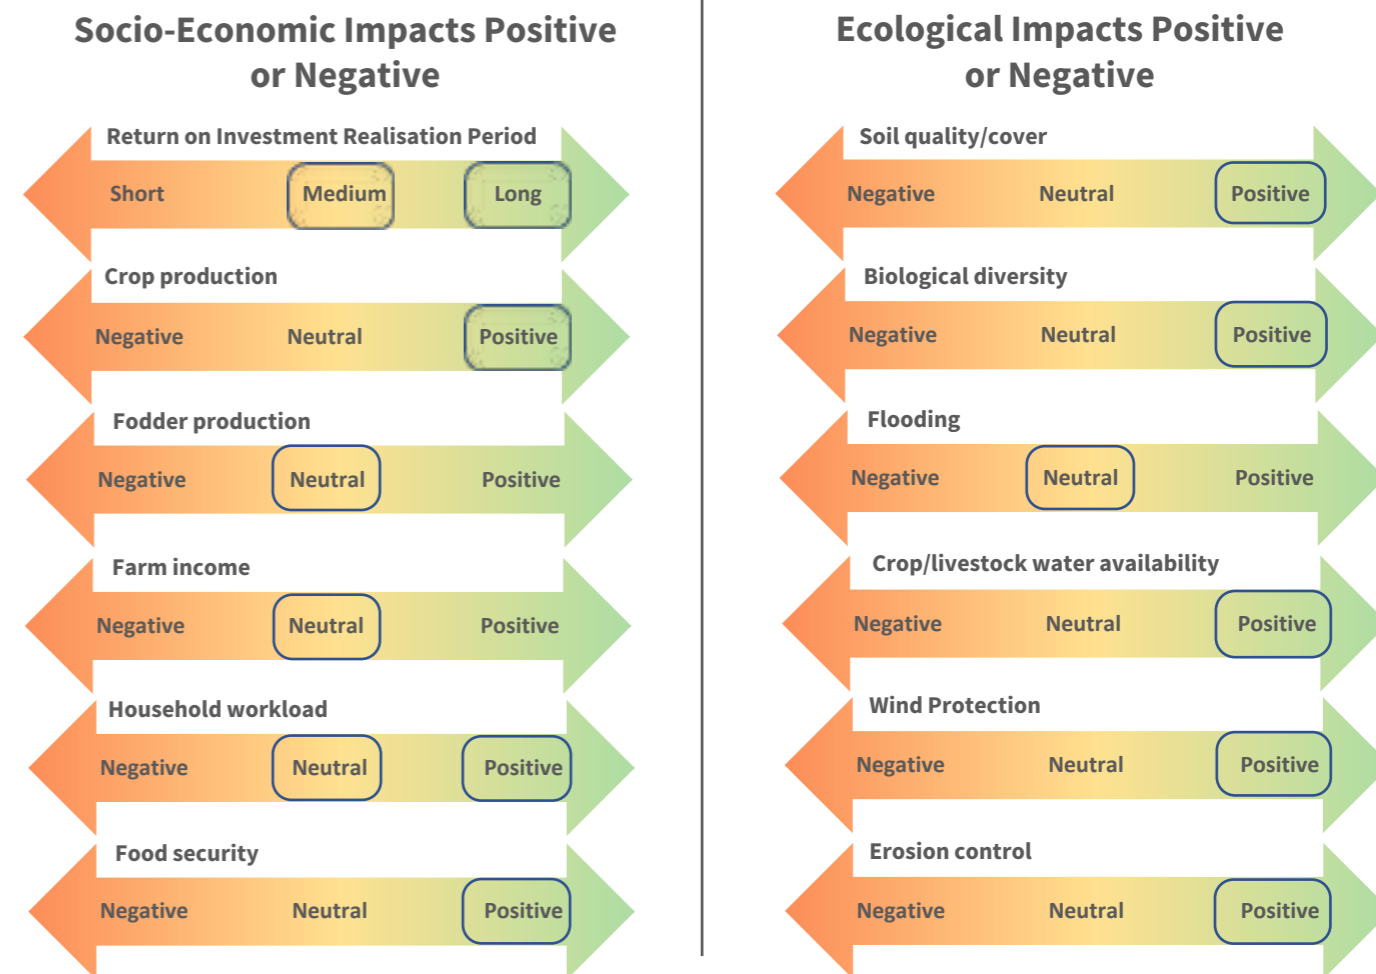 Socio-Economic Impacts Positive
or Negative
Return on Investment Realisation Period
Short Medium Long
Crop production
Negative Neutral Positive
Fodder production
Negative Neutral Positive
Farm income
Negative Neutral Positive
Household workload
Negative Neutral Positive
Food security
Negative Neutral Positive
Ecological Impacts Positive
or Negative
Soil quality/cover
Negative Neutral Positive
Biological diversity
Negative Neutral Positive
Flooding
Negative Neutral Positive
Crop/livestock water availability
Negative Neutral Positive
Wind Protection
Negative Neutral Positive
Erosion control
Negative Neutral Positive